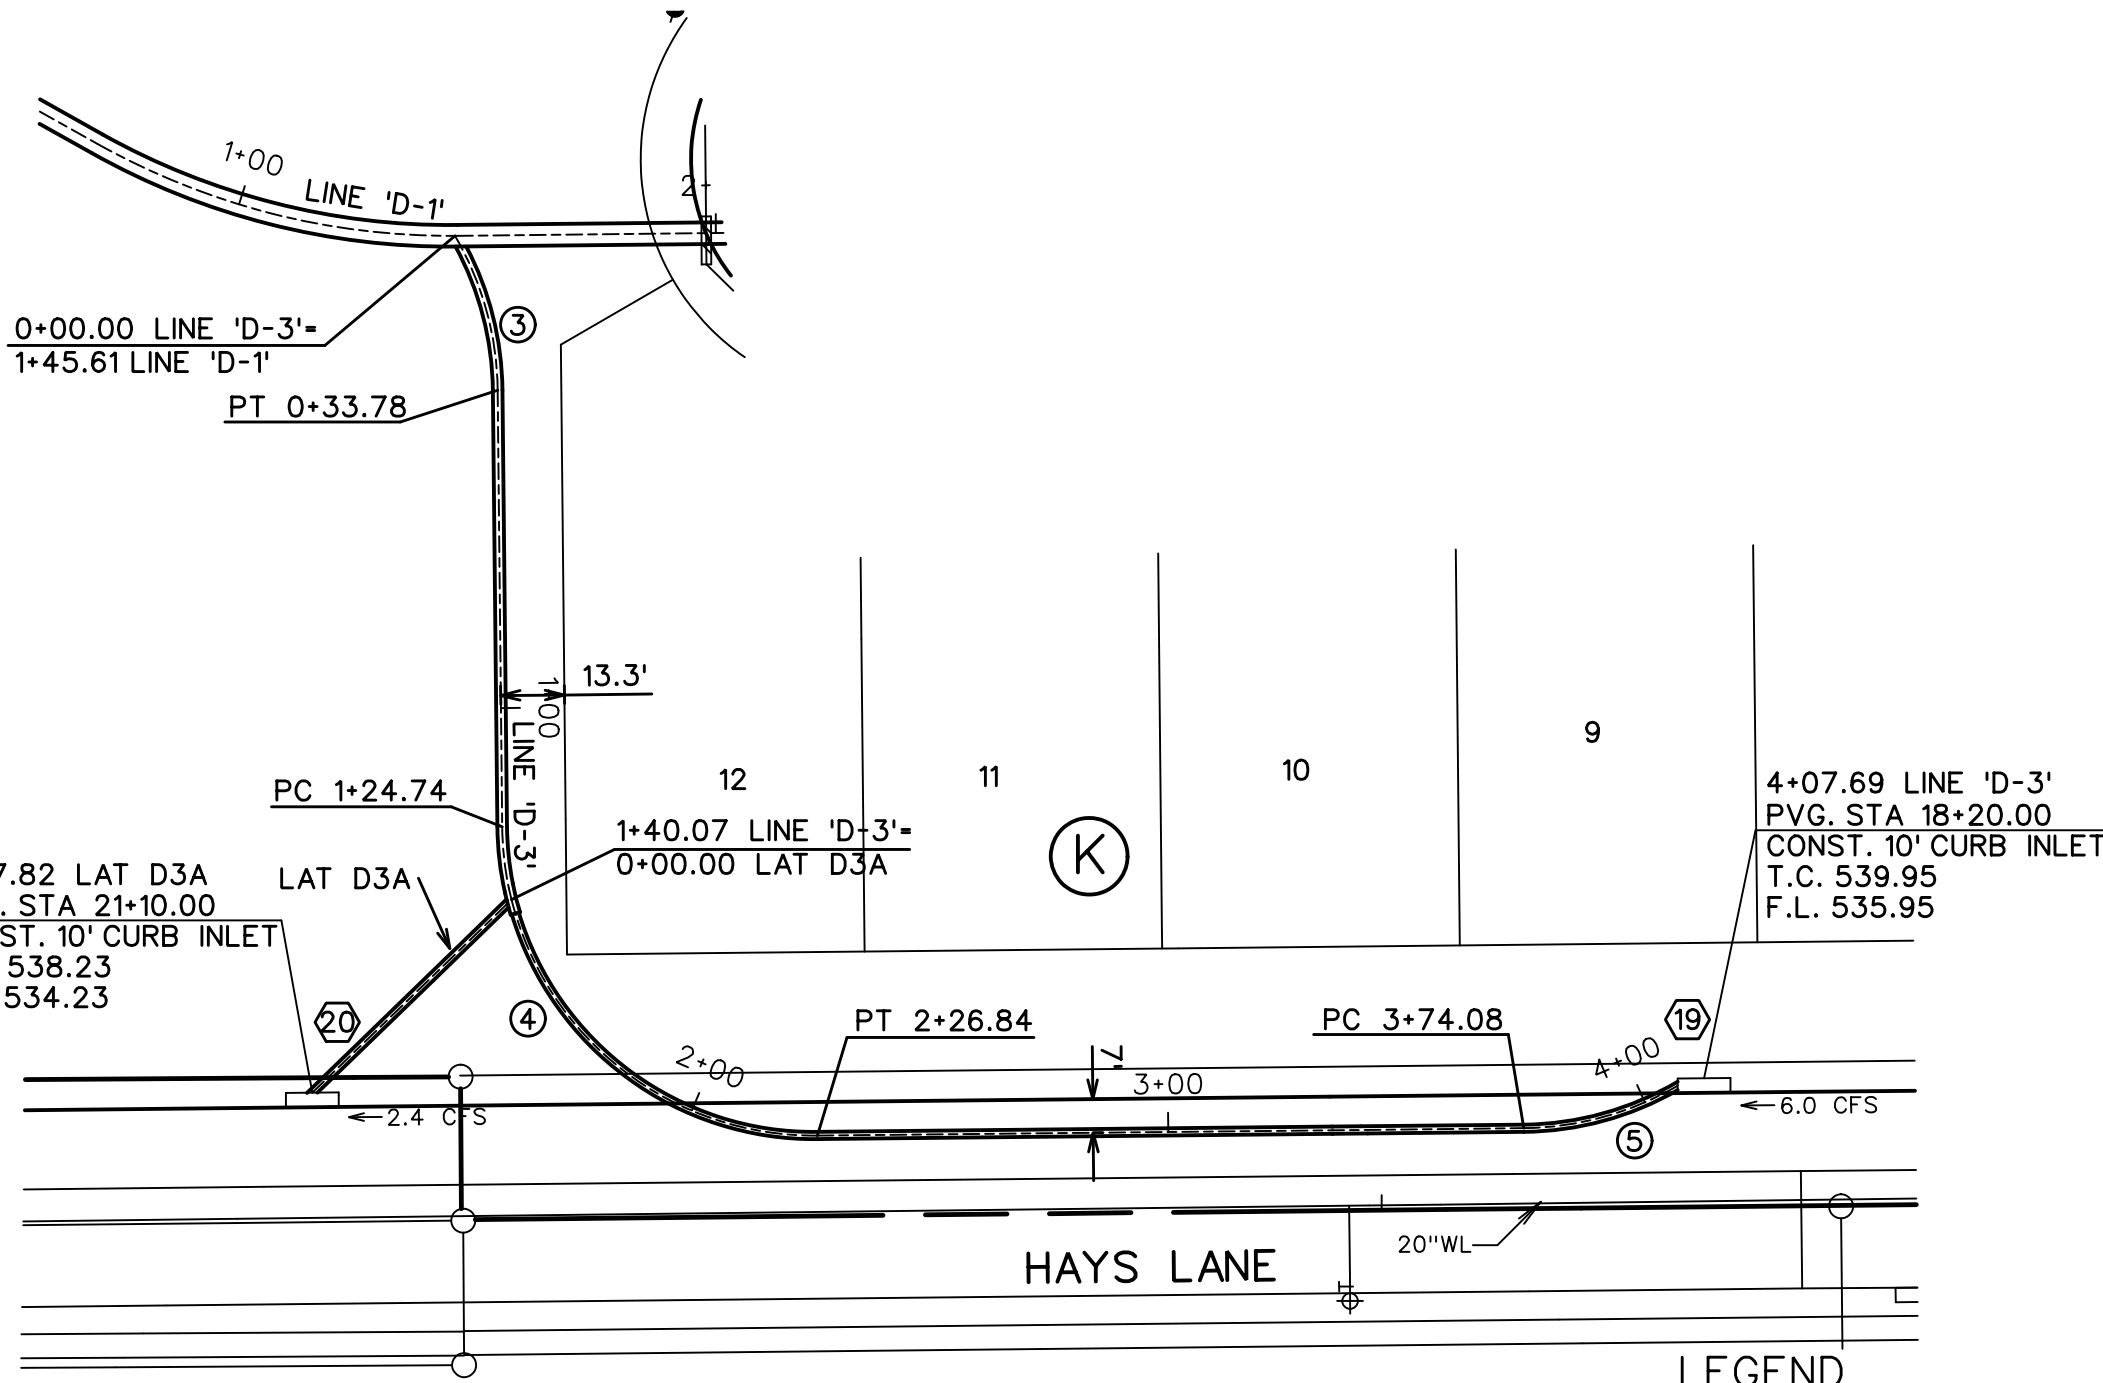 1+00
LINE 'D-1'
2+
3
0+00.00 LINE 'D-3'=
1+45.61 LINE 'D-1'
PT 0+33.78
13.3'
1+00
LINE 'D-3'
12
11
10
9
K
PC 1+24.74
1+40.07 LINE 'D-3'=
0+00.00 LAT D3A
4+07.69 LINE 'D-3'
PVG. STA 18+20.00
CONST. 10' CURB INLET
T.C. 539.95
F.L. 535.95
7.82 LAT D3A
. STA 21+10.00
ST. 10' CURB INLET
538.23
534.23
LAT D3A
20
4
2+00
PT 2+26.84
7'
3+00
PC 3+74.08
4+00
19
2.4 CFS
6.0 CFS
5
20"WL
HAYS LANE
LEGEND